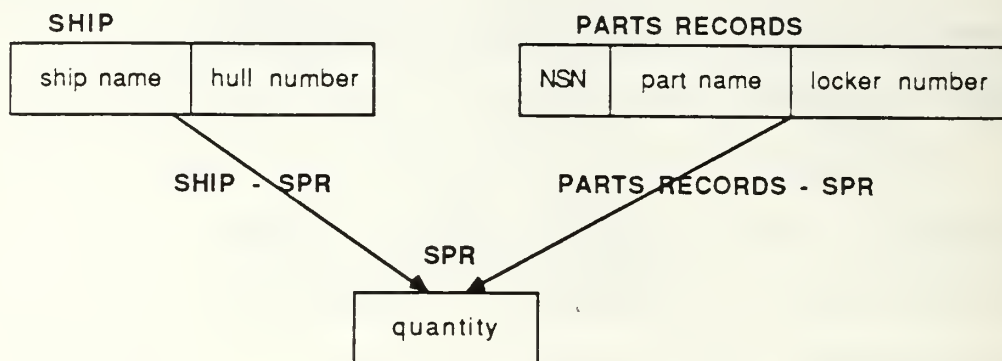 SHIP
PARTS RECORDS
ship name hull number
NSN part name locker number
SHIP - SPR
PARTS RECORDS - SPR
SPR
quantity